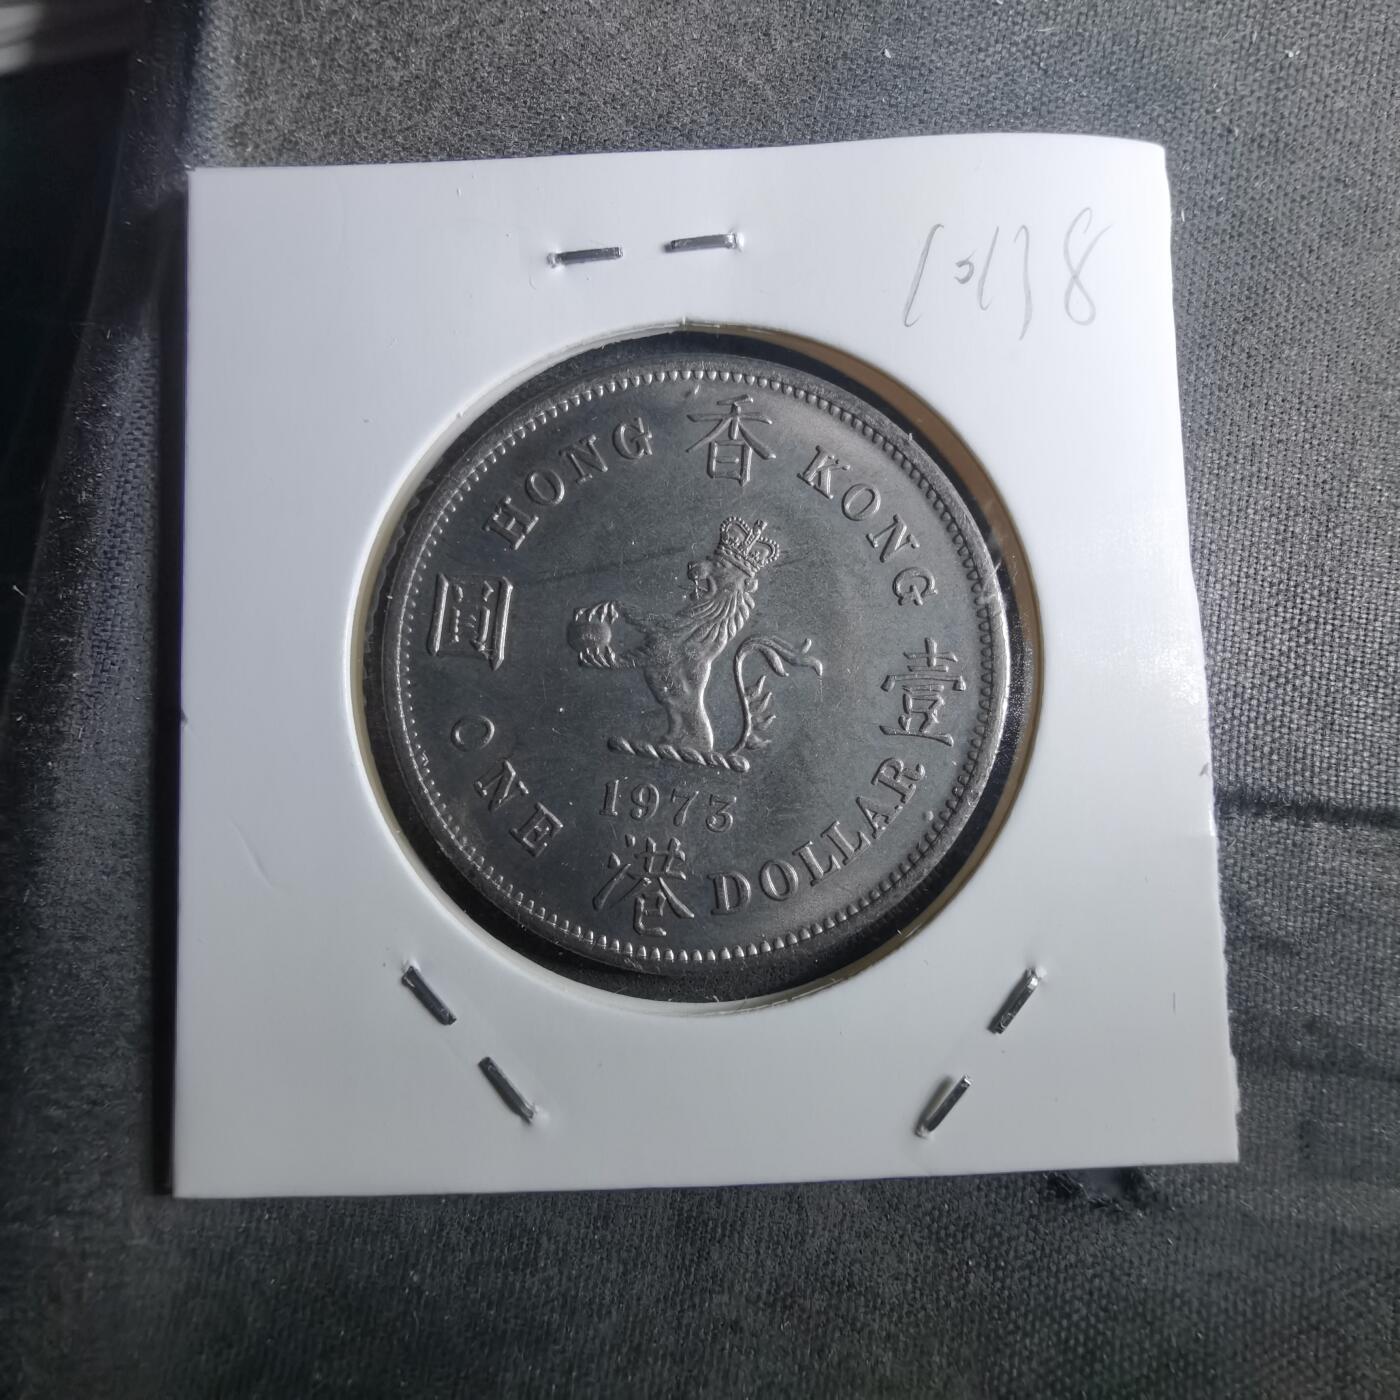 HONG 香 KONG
圓 壹
ONE DOLLAR
1973
港